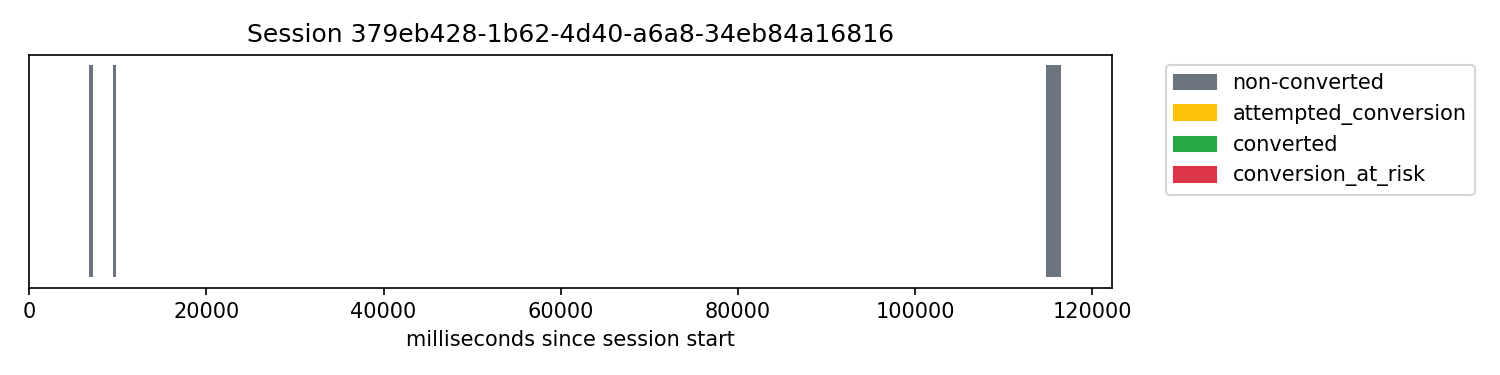 Session 379eb428-1b62-4d40-a6a8-34eb84a16816
non-converted
attempted_conversion
converted
conversion_at_risk
0 20000 40000 60000 80000 100000 120000
milliseconds since session start